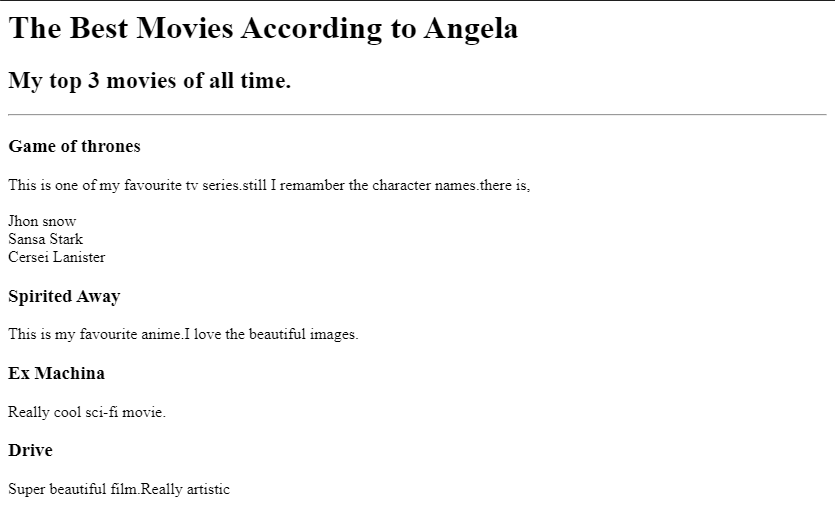 The Best Movies According to Angela
My top 3 movies of all time.
Game of thrones
This is one of my favourite tv series.still I remamber the character names.there is,
Jhon snow
Sansa Stark
Cersei Lanister
Spirited Away
This is my favourite anime.I love the beautiful images.
Ex Machina
Really cool sci-fi movie.
Drive
Super beautiful film.Really artistic